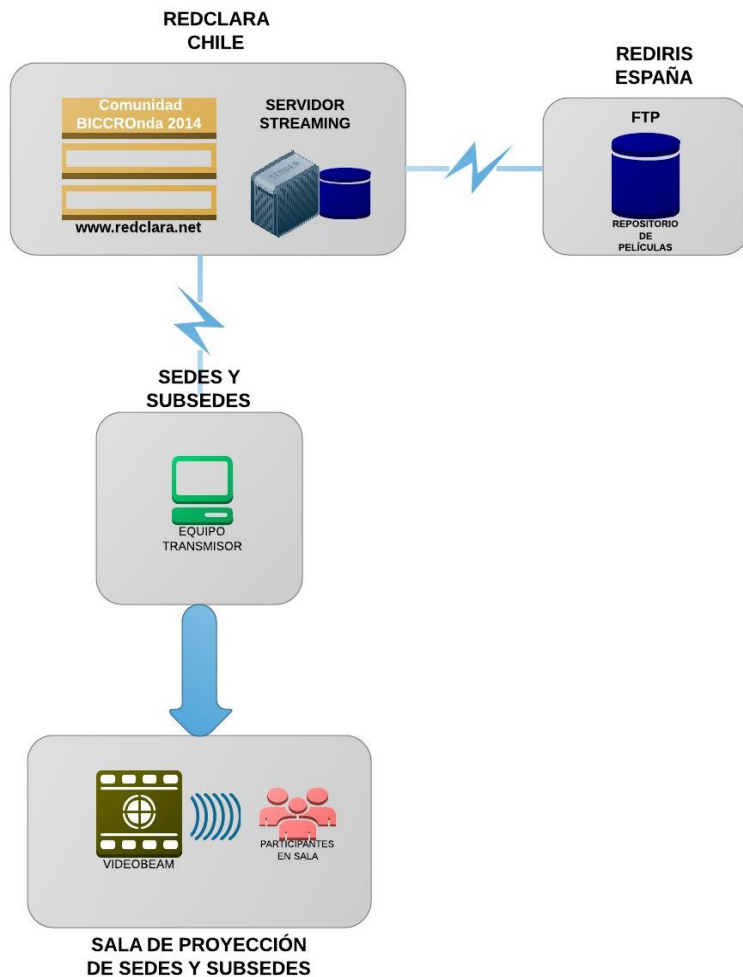 REDCLARA
CHILE
REDIRIS
ESPAÑA
Comunidad
BICCROnda 2014
www.redclara.net
SERVIDOR
STREAMING
SENDER
FTP
REPOSITORIO
DE
PELÍCULAS
SEDES Y
SUBSEDES
EQUIPO
TRANSMISOR
VIDEOBEAM
PARTICIPANTES
EN SALA
SALA DE PROYECCIÓN
DE SEDES Y SUBSEDES